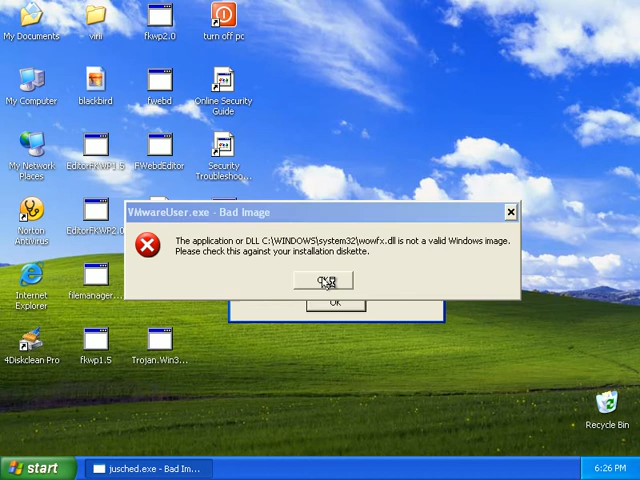 My Documents
virii
fkwp2.0
turn off pc
My Computer
blackbird
fwebd
Online Security
Guide
My Network
Places
EditorFKWP1.5
FWebdEditor
Security
Troubleshoo...
Norton
AntiVirus
EditorFKWP2.0
VMwareUser.exe - Bad Image
The application or DLL C:\WINDOWS\system32\wowfx.dll is not a valid Windows image.
Please check this against your installation diskette.
OK
Internet
Explorer
filemanager...
4Diskclean Pro
fkwp1.5
Trojan.Win3...
Recycle Bin
start
jusched.exe - Bad Im...
6:26 PM